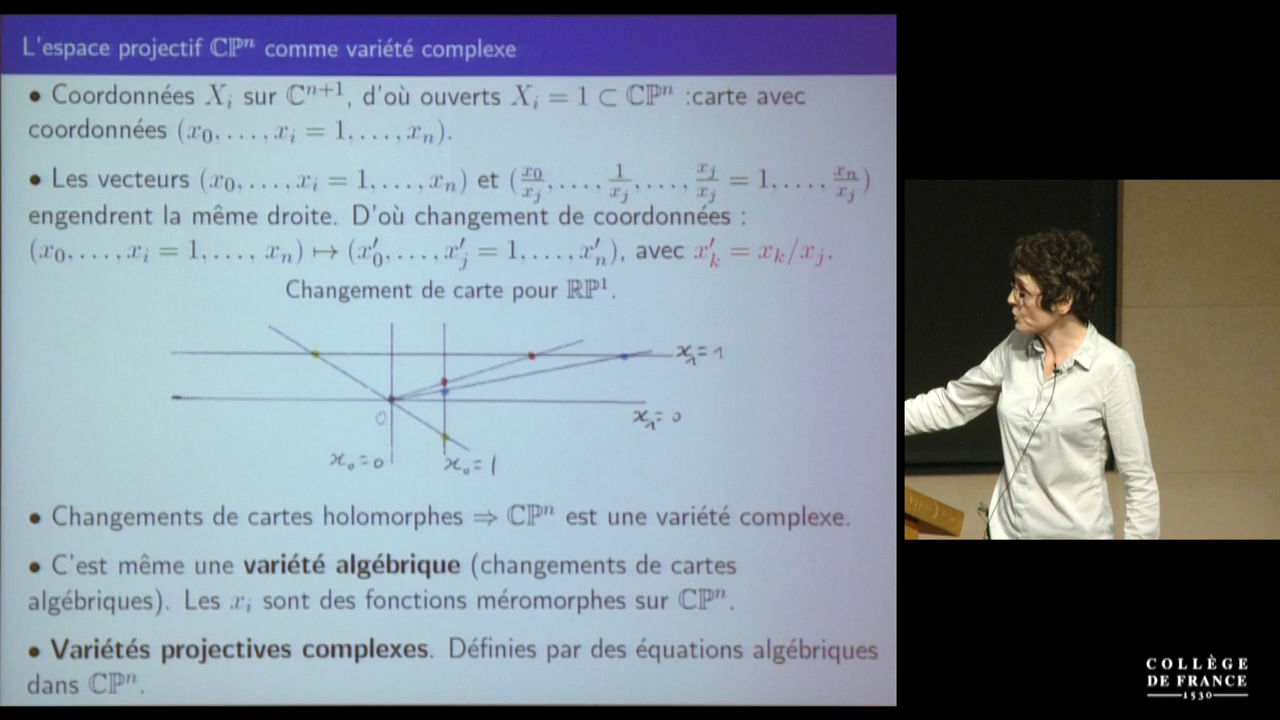 L'espace projectif ℂℙⁿ comme variété complexe
• Coordonnées Xᵢ sur ℂⁿ⁺¹, d'où ouverts Xᵢ = 1 ⊂ ℂℙⁿ :carte avec
coordonnées (x₀, . . . , xᵢ = 1, . . . , xₙ).
• Les vecteurs (x₀, . . . , xᵢ = 1, . . . , xₙ) et (x₀/xⱼ, . . . , 1/xⱼ, . . . , xⱼ/xⱼ = 1, . . . , xₙ/xⱼ)
engendrent la même droite. D'où changement de coordonnées :
(x₀, . . . , xᵢ = 1, . . . , xₙ) ↦ (x′₀, . . . , x′ⱼ = 1, . . . , x′ₙ), avec x′ₖ = xₖ/xⱼ.
Changement de carte pour ℝℙ¹.
x₁=1
0
x₁=0
x₀=0
x₀=1
• Changements de cartes holomorphes ⇒ ℂℙⁿ est une variété complexe.
• C'est même une variété algébrique (changements de cartes
algébriques). Les xᵢ sont des fonctions méromorphes sur ℂℙⁿ.
• Variétés projectives complexes. Définies par des équations algébriques
dans ℂℙⁿ.
COLLÈGE
DE FRANCE
1530